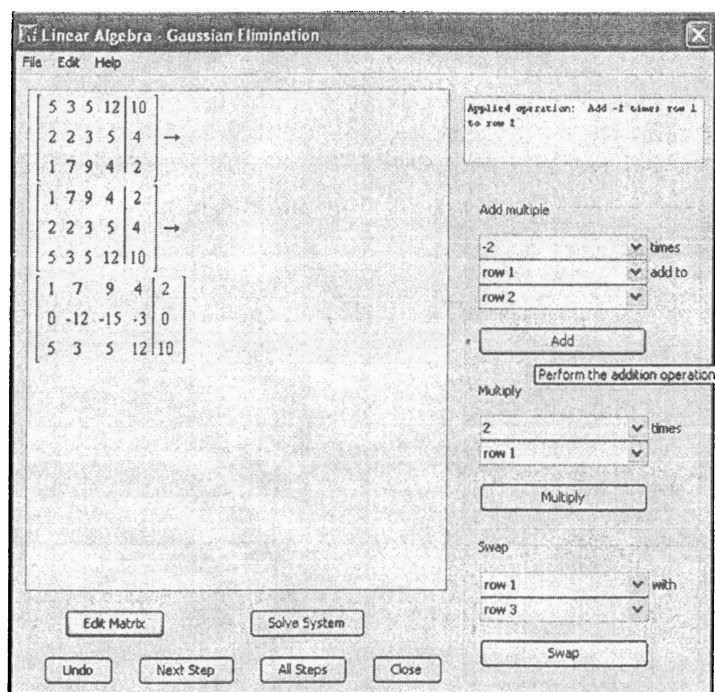 Linear Algebra - Gaussian Elimination
File Edit Help
5 3 5 12 10
2 2 3 5 4 →
1 7 9 4 2
1 7 9 4 2
2 2 3 5 4 →
5 3 5 12 10
1 7 9 4 2
0 -12 -15 -3 0
5 3 5 12 10
Applied operation: Add -2 times row 1
to row 2
Add multiple
-2 times
row 1 add to
row 2
Add
Perform the addition operation
Multiply
2 times
row 1
Multiply
Swap
row 1 with
row 3
Swap
Edit Matrix Solve System
Undo Next Step All Steps Close